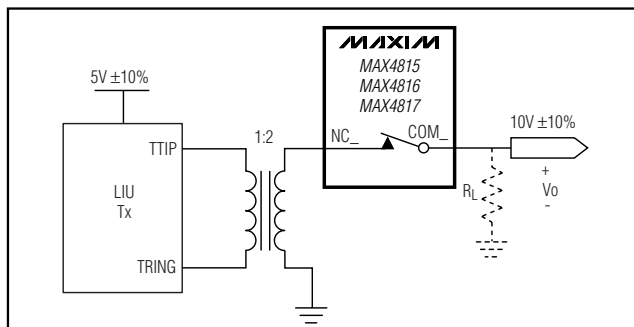 MAXIM
MAX4815
MAX4816
MAX4817
5V ±10%
1:2
NC_
COM_
10V ±10%
TTIP
LIU
Tx
TRING
RL
+
Vo
-